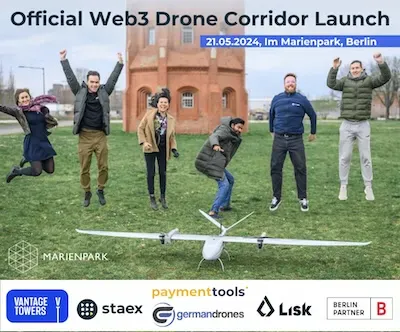 Official Web3 Drone Corridor Launch
21.05.2024, Im Marienpark, Berlin
MARIENPARK
VANTAGE
TOWERS
staex
paymenttools
germandrones
LISK
BERLIN
PARTNER
B